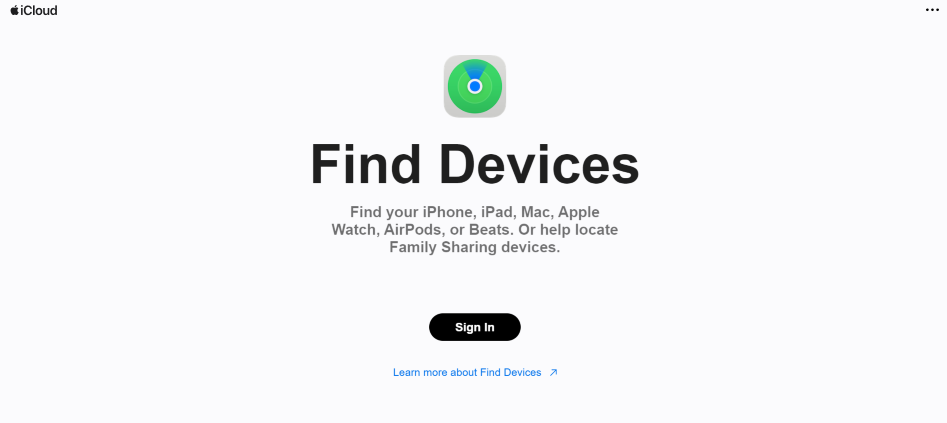 iCloud
Find Devices
Find your iPhone, iPad, Mac, Apple
Watch, AirPods, or Beats. Or help locate
Family Sharing devices.
Sign In
Learn more about Find Devices